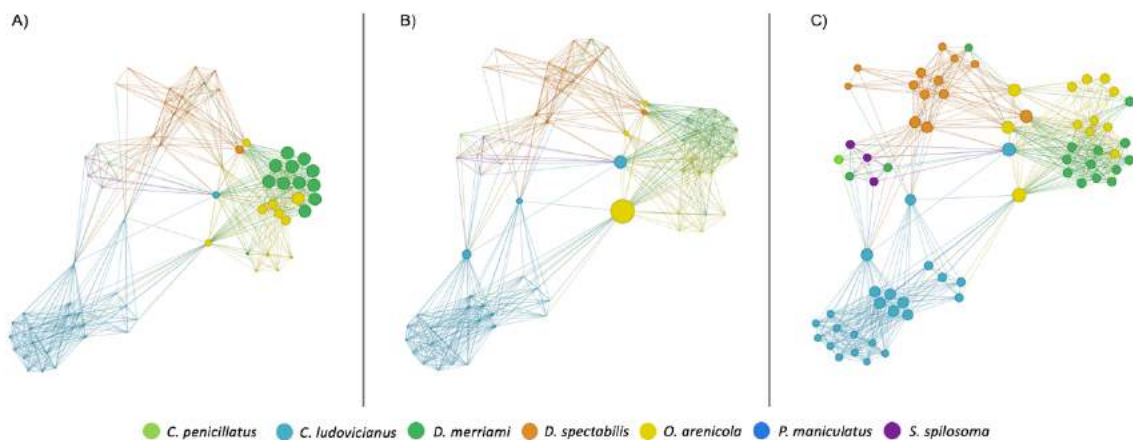 A)
B)
C)
C. penicillatus C. ludovicianus D. merriami D. spectabilis O. arenicola P. maniculatus S. spilosoma